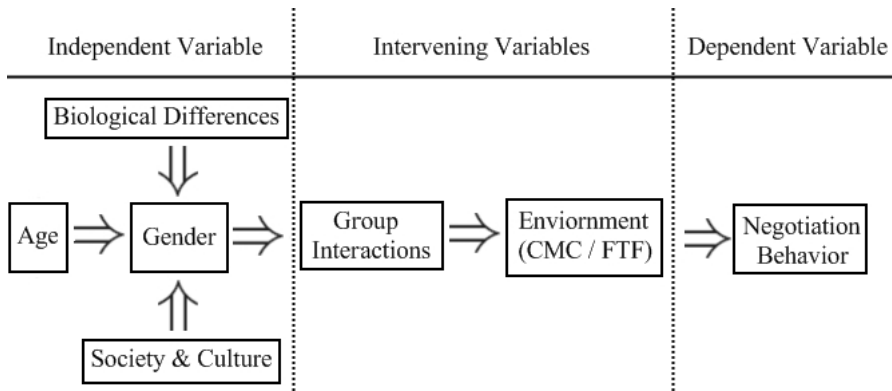 Independent Variable
Intervening Variables
Dependent Variable
Biological Differences
Age
Gender
Society & Culture
Group
Interactions
Enviornment
(CMC / FTF)
Negotiation
Behavior